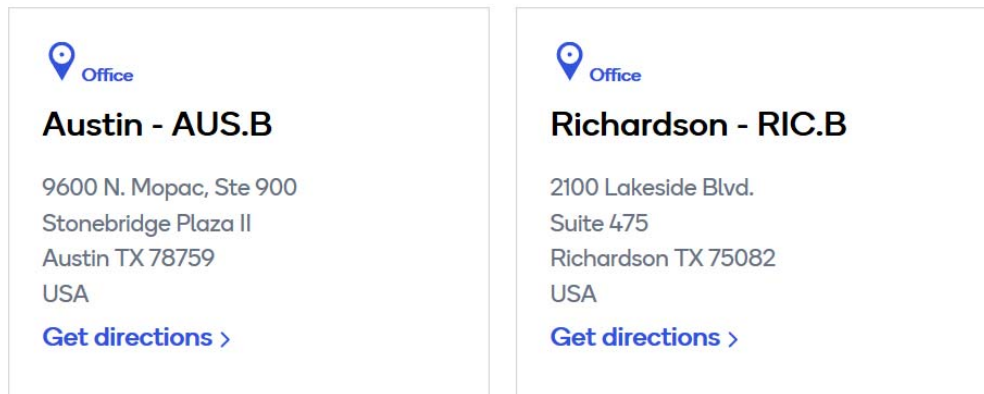 Office
Austin - AUS.B
9600 N. Mopac, Ste 900
Stonebridge Plaza II
Austin TX 78759
USA
Get directions >
Office
Richardson - RIC.B
2100 Lakeside Blvd.
Suite 475
Richardson TX 75082
USA
Get directions >